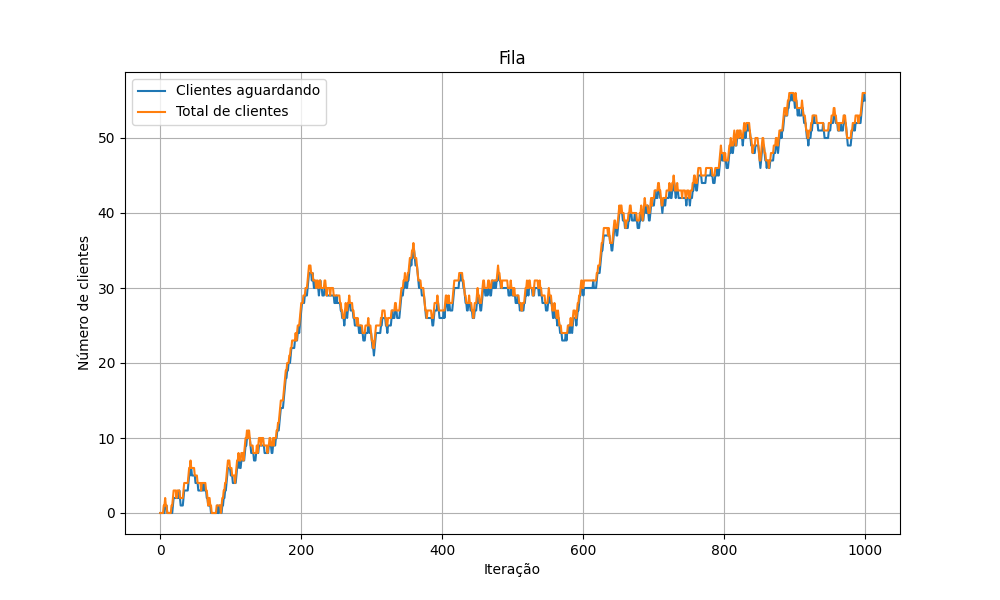 Fila
Clientes aguardando
Total de clientes
Número de clientes
50
40
30
20
10
0
0 200 400 600 800 1000
Iteração